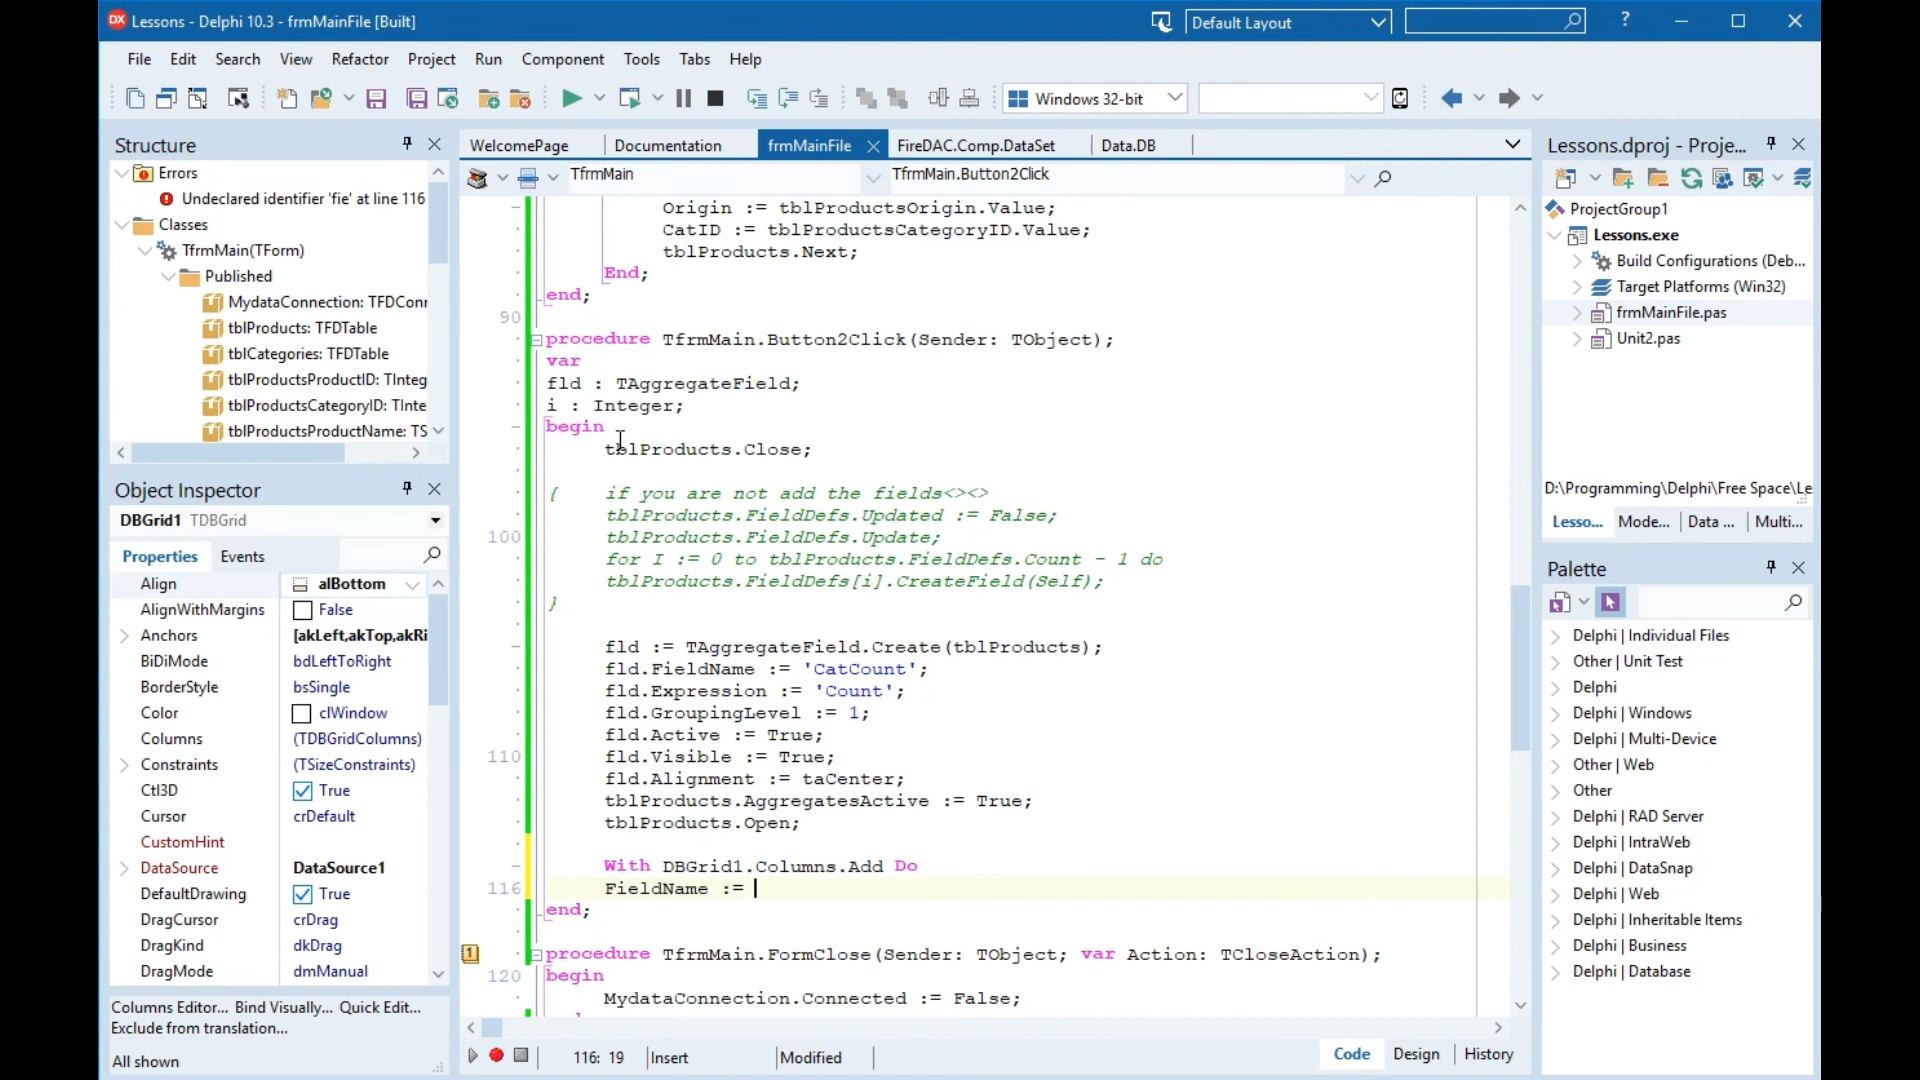 DX Lessons - Delphi 10.3 - frmMainFile [Built]
Default Layout
?
File Edit Search View Refactor Project Run Component Tools Tabs Help
Windows 32-bit
Structure
Errors
Undeclared identifier 'fie' at line 116
Classes
TfrmMain(TForm)
Published
MydataConnection: TFDConn
tblProducts: TFDTable
tblCategories: TFDTable
tblProductsProductID: TInteg
tblProductsCategoryID: TInte
tblProductsProductName: TS
Object Inspector
DBGrid1 TDBGrid
Properties Events
Align alBottom
AlignWithMargins False
Anchors [akLeft,akTop,akRi
BiDiMode bdLeftToRight
BorderStyle bsSingle
Color clWindow
Columns (TDBGridColumns)
Constraints (TSizeConstraints)
Ctl3D True
Cursor crDefault
CustomHint
DataSource DataSource1
DefaultDrawing True
DragCursor crDrag
DragKind dkDrag
DragMode dmManual
Columns Editor... Bind Visually... Quick Edit...
Exclude from translation...
All shown
WelcomePage Documentation frmMainFile FireDAC.Comp.DataSet Data.DB
TfrmMain TfrmMain.Button2Click
Origin := tblProductsOrigin.Value;
CatID := tblProductsCategoryID.Value;
tblProducts.Next;
End;
end;
90
procedure TfrmMain.Button2Click(Sender: TObject);
var
fld : TAggregateField;
i : Integer;
begin
tblProducts.Close;
{ if you are not add the fields<><>
tblProducts.FieldDefs.Updated := False;
100 tblProducts.FieldDefs.Update;
for I := 0 to tblProducts.FieldDefs.Count - 1 do
tblProducts.FieldDefs[i].CreateField(Self);
}
fld := TAggregateField.Create(tblProducts);
fld.FieldName := 'CatCount';
fld.Expression := 'Count';
fld.GroupingLevel := 1;
fld.Active := True;
110 fld.Visible := True;
fld.Alignment := taCenter;
tblProducts.AggregatesActive := True;
tblProducts.Open;
With DBGrid1.Columns.Add Do
116 FieldName :=
end;
1 procedure TfrmMain.FormClose(Sender: TObject; var Action: TCloseAction);
120 begin
MydataConnection.Connected := False;
116: 19 Insert Modified
Code Design History
Lessons.dproj - Proje...
ProjectGroup1
Lessons.exe
Build Configurations (Deb...
Target Platforms (Win32)
frmMainFile.pas
Unit2.pas
D:\Programming\Delphi\Free Space\Le
Lesso... Mode... Data ... Multi...
Palette
Delphi | Individual Files
Other | Unit Test
Delphi
Delphi | Windows
Delphi | Multi-Device
Other | Web
Other
Delphi | RAD Server
Delphi | IntraWeb
Delphi | DataSnap
Delphi | Web
Delphi | Inheritable Items
Delphi | Business
Delphi | Database